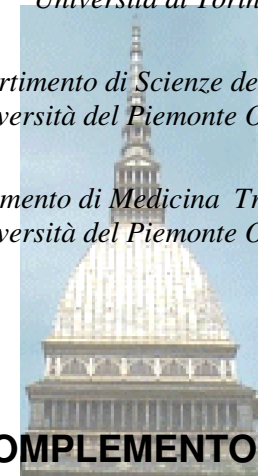 Università di Torin
rtimento di Scienze de
versità del Piemonte O
mento di Medicina Tr
versità del Piemonte O
OMPLEMENTO